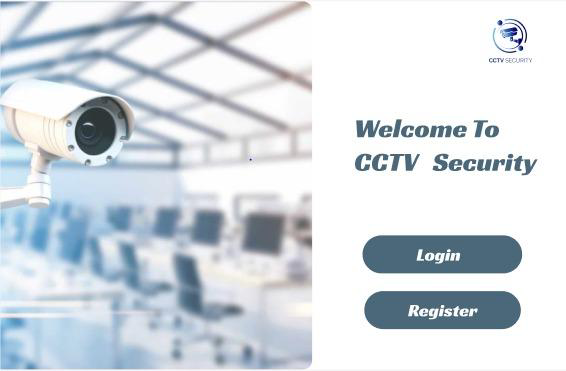 CCTV SECURITY
Welcome To
CCTV Security
Login
Register